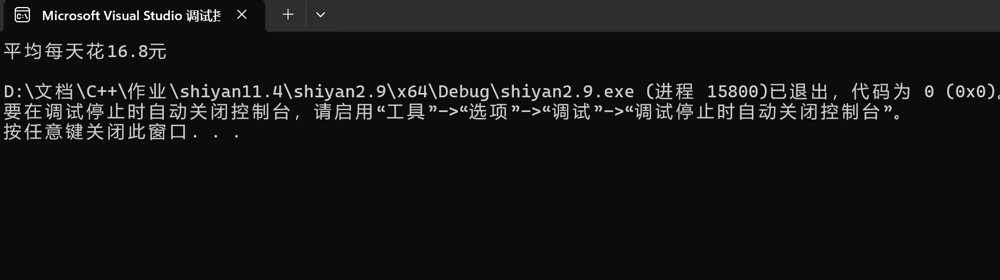 Microsoft Visual Studio 调试控
平均每天花16.8元
D:\文档\C++\作业\shiyan11.4\shiyan2.9\x64\Debug\shiyan2.9.exe (进程 15800)已退出，代码为 0 (0x0)。
要在调试停止时自动关闭控制台，请启用“工具”->“选项”->“调试”->“调试停止时自动关闭控制台”。
按任意键关闭此窗口. . .